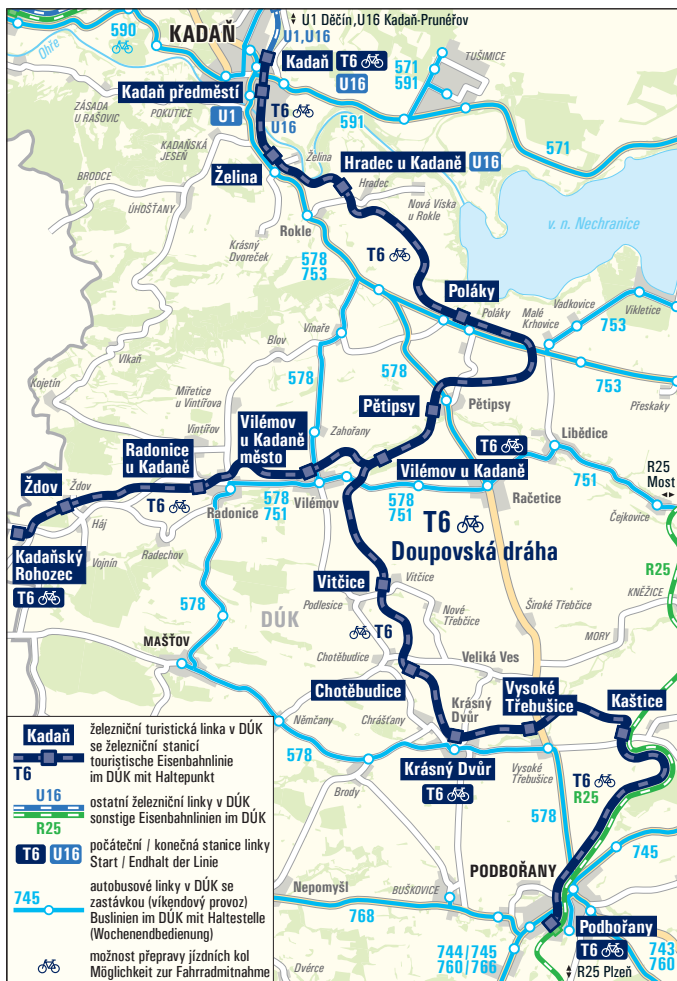 590
KADAŇ
U1 Děčín, U16 Kadaň-Prunéřov
U1,U16
Ohře
Kadaň
T6
U16
TUŠIMICE
571
591
Kadaň předměstí
U1
T6
U16
ZÁSADA
U RAŠOVIC
POKUTICE
591
571
KADAŇSKÁ
JESEŇ
Želina
Želina
Hradec u Kadaně
U16
BRODCE
Hradec
ÚHOŠŤANY
Nová Víska
u Rokle
Rokle
v. n. Nechranice
Krásný
Dvoreček
T6
578
753
Poláky
Vadkovice
Vikletice
Poláky
Malé
Krhovice
753
Vinaře
Blov
Vlkaň
578
578
753
Kojetín
Miřetice
u Vintířova
Pětipsy
Pětipsy
Přeskaky
Vilémov
u Kadaně
město
Zahořany
Vintířov
T6
Libědice
Radonice
u Kadaně
Vilémov u Kadaně
R25
Most
Ždov
Ždov
T6
578
751
578
751
Račetice
751
Radonice
Vilémov
Háj
Čejkovice
T6
Doupovská dráha
Kadaňský
Rohozec
T6
Vojnín
Radechov
R25
Vitčice
Vitčice
KNĚŽICE
578
Podlesice
Nové
Třebčice
Široké Třebčice
DÚK
T6
MORY
MAŠŤOV
Chotěbudice
Veliká Ves
Chotěbudice
Vysoké
Třebušice
Kaštice
Krásný
Dvůr
Němčany
Chrášťany
578
Krásný Dvůr
T6
Vysoké
Třebušice
T6
R25
Brody
578
PODBOŘANY
745
Nepomyšl
BUŠKOVICE
768
Podbořany
T6
744/745
760/766
743
760
Dvérce
R25 Plzeň
Kadaň
T6
železniční turistická linka v DÚK
se železniční stanicí
touristische Eisenbahnlinie
im DÚK mit Haltepunkt
U16
R25
ostatní železniční linky v DÚK
sonstige Eisenbahnlinien im DÚK
T6
U16
počáteční / konečná stanice linky
Start / Endhalt der Linie
745
autobusové linky v DÚK se
zastávkou (víkendový provoz)
Buslinien im DÚK mit Haltestelle
(Wochenendbedienung)
možnost přepravy jízdních kol
Möglichkeit zur Fahrradmitnahme